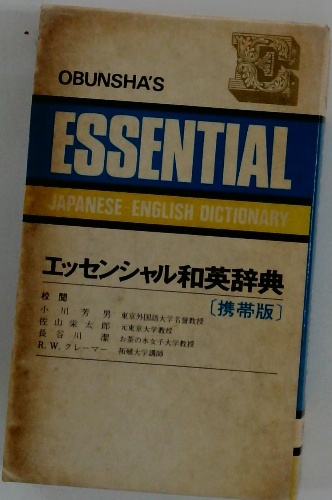 OBUNSHA'S
E
ESSENTIAL
JAPANESE-ENGLISH DICTIONARY
エッセンシャル和英辞典
〔携帯版〕
校閲
小川芳男 東京外国語大学名誉教授
佐山栄太郎 元東京大学教授
長谷川潔 お茶の水女子大学教授
R.W.クレーマー 拓殖大学講師